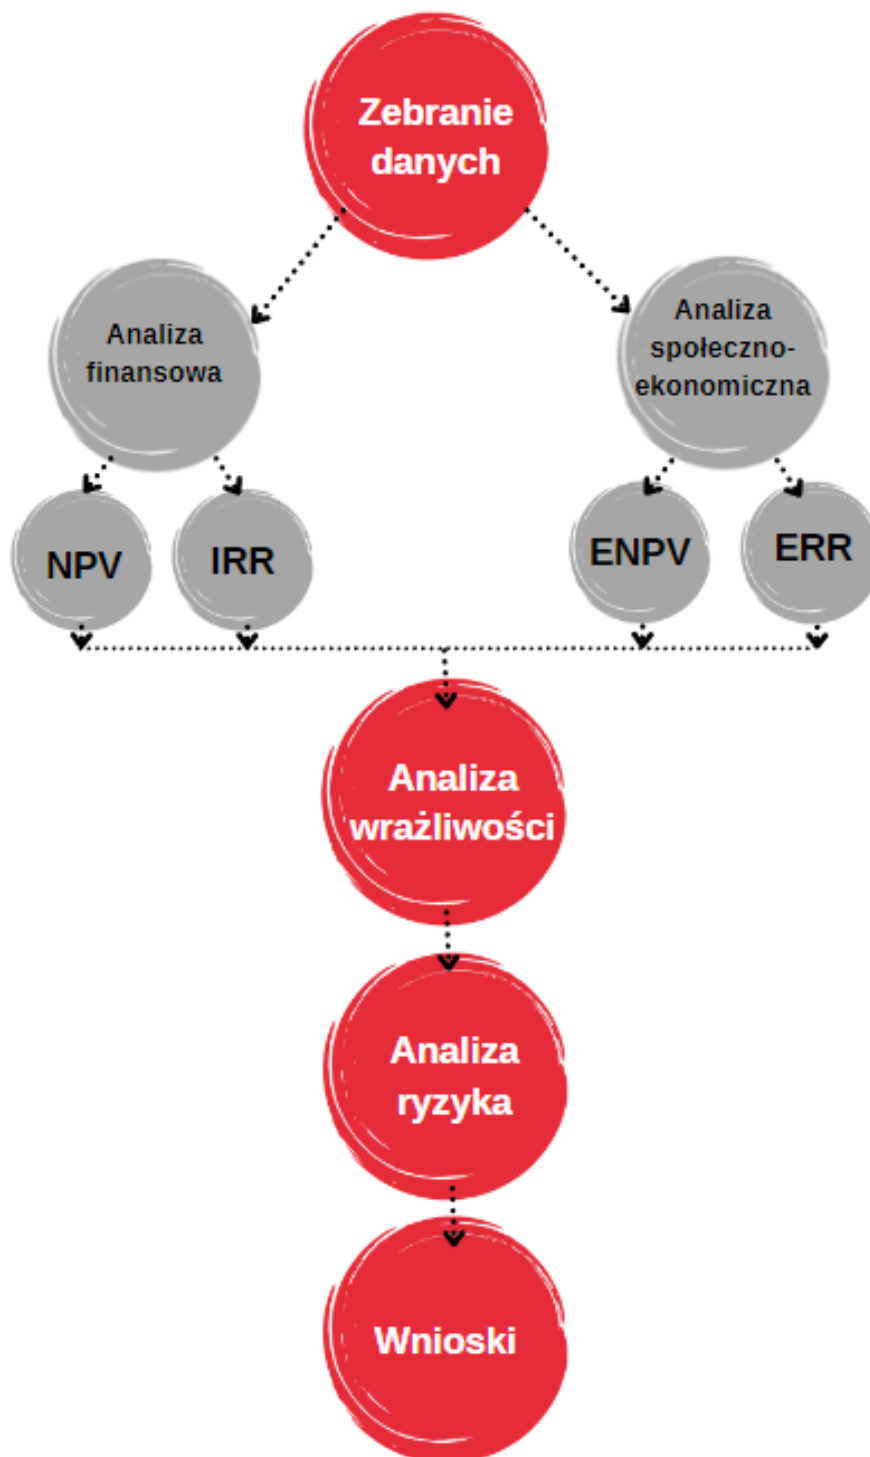 Zebranie
danych
Analiza
finansowa
Analiza
społeczno-
ekonomiczna
NPV
IRR
ENPV
ERR
Analiza
wrażliwości
Analiza
ryzyka
Wnioski